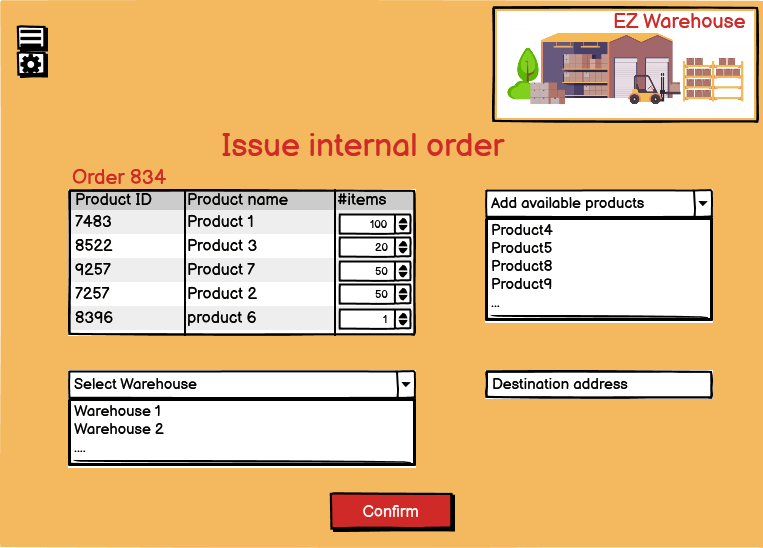 EZ Warehouse
Issue internal order
Order 834
Product ID Product name #items
7483 Product 1 100
8522 Product 3 20
9257 Product 7 50
7257 Product 2 50
8396 product 6 1
Add available products
Product4
Product5
Product8
Product9
...
Select Warehouse
Warehouse 1
Warehouse 2
....
Destination address
Confirm